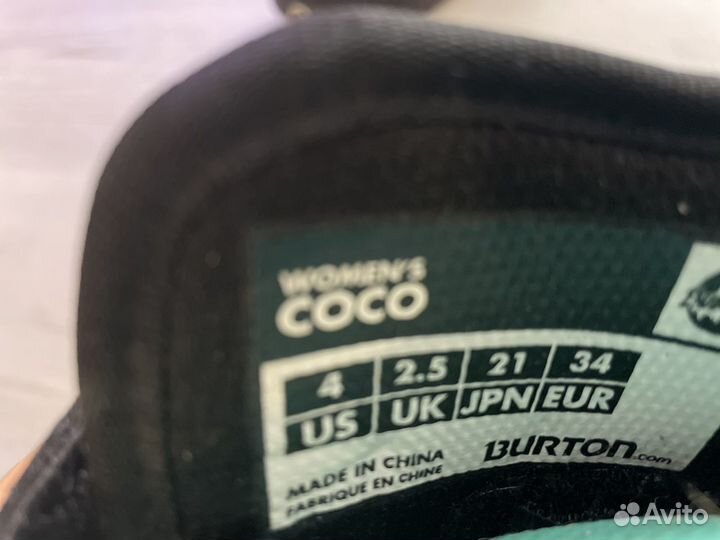 WOMEN'S
COCO
4 2.5 21 34
US UK JPN EUR
MADE IN CHINA
FABRIQUE EN CHINE
BURTON.com
Avito